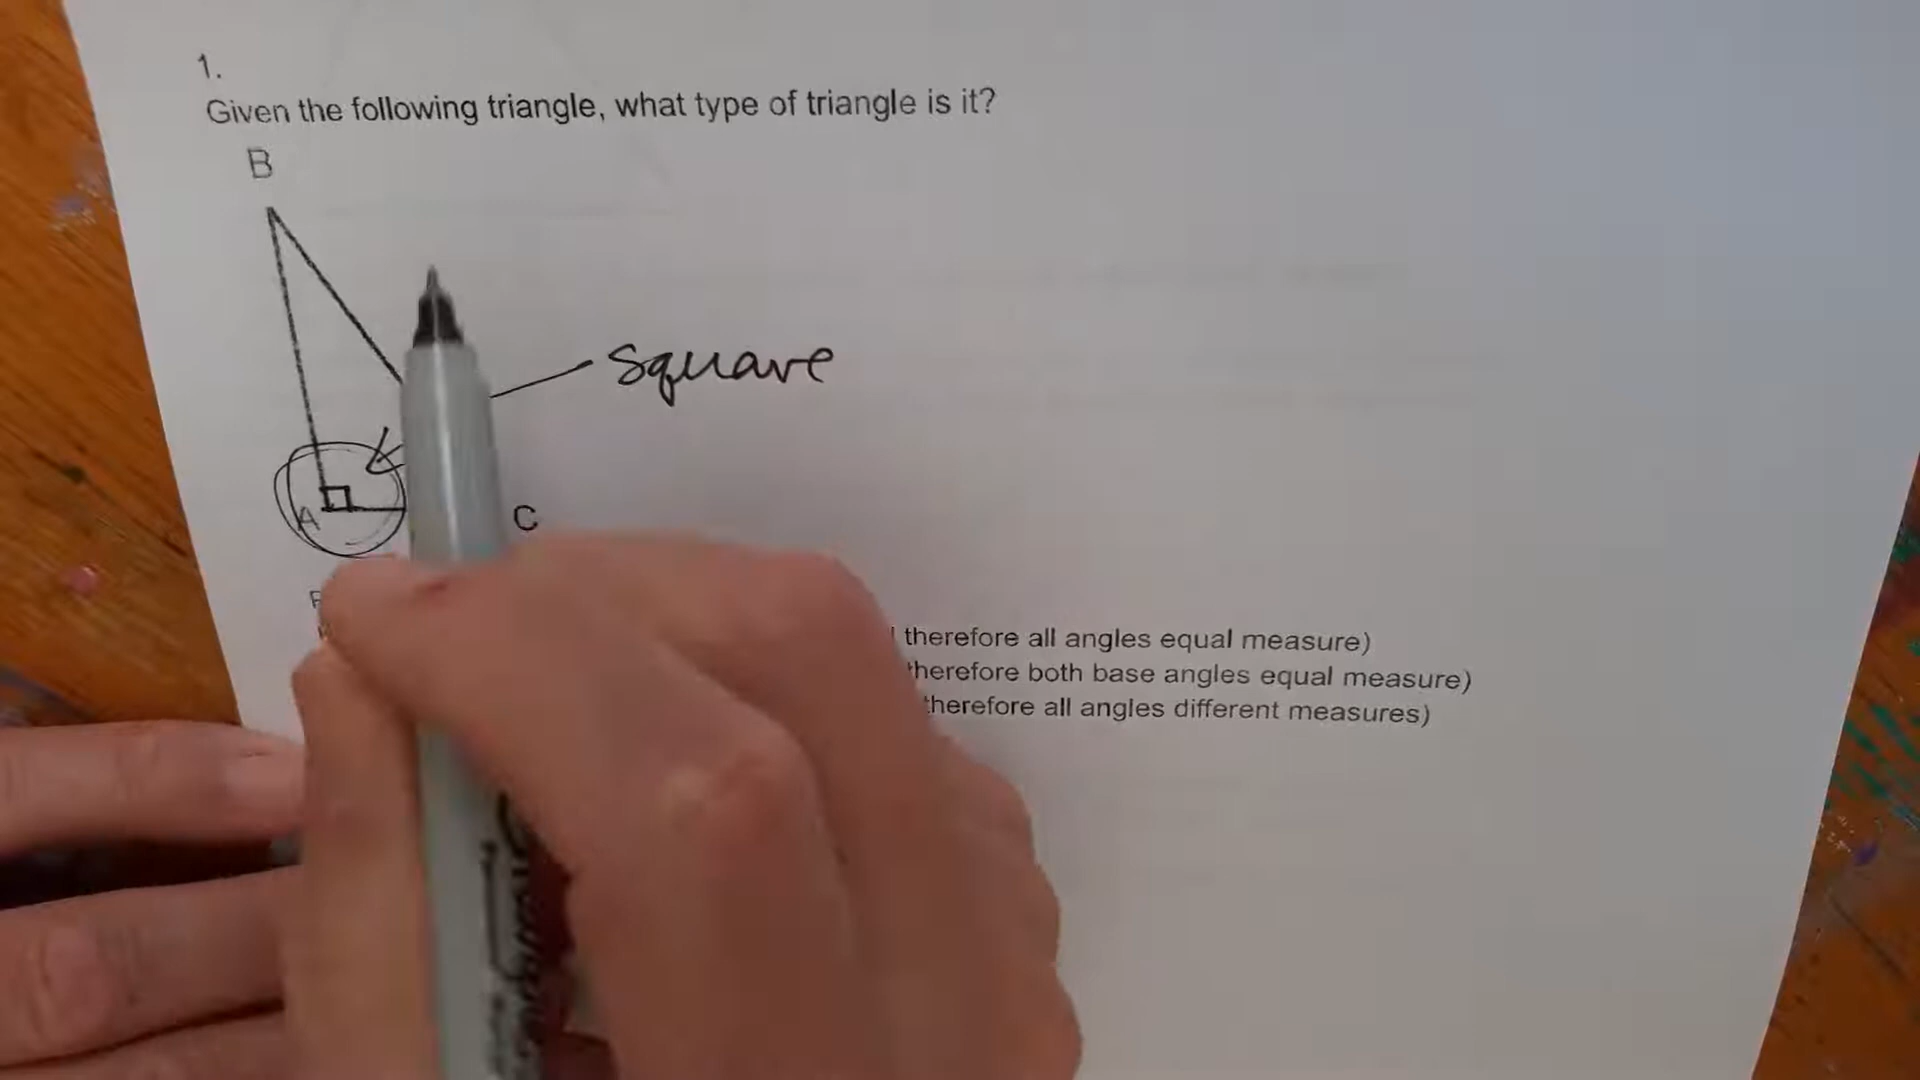 1.
Given the following triangle, what type of triangle is it?
B
square
A
C
therefore all angles equal measure)
therefore both base angles equal measure)
therefore all angles different measures)